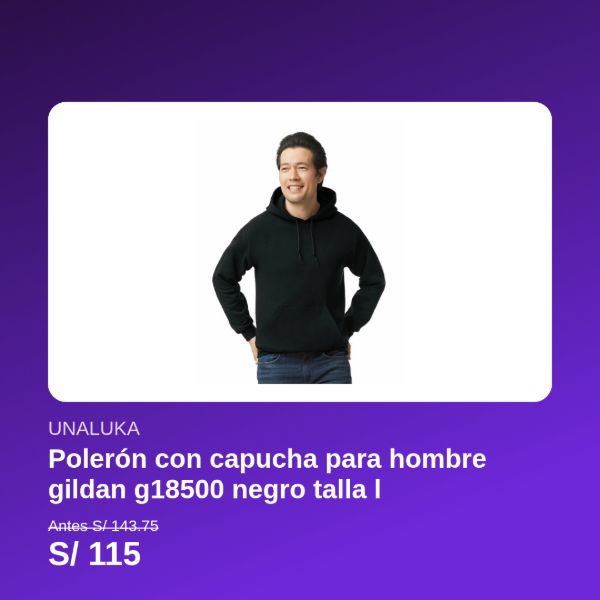 UNALUKA
Polerón con capucha para hombre
gildan g18500 negro talla l
Antes S/ 143.75
S/ 115